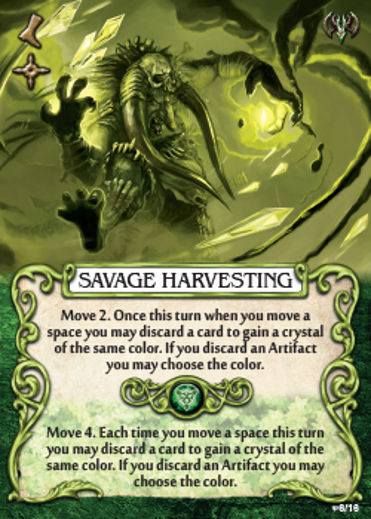 SAVAGE HARVESTING
Move 2. Once this turn when you move a
space you may discard a card to gain a crystal
of the same color. If you discard an Artifact
you may choose the color.
Move 4. Each time you move a space this turn
you may discard a card to gain a crystal of the
same color. If you discard an Artifact you may
choose the color.
8/16